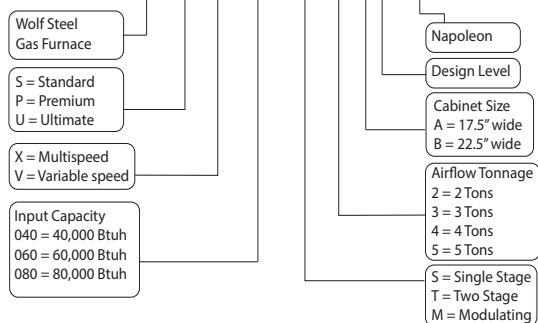 Wolf Steel
Gas Furnace
S = Standard
P = Premium
U = Ultimate
X = Multispeed
V = Variable speed
Input Capacity
040 = 40,000 Btuh
060 = 60,000 Btuh
080 = 80,000 Btuh
Napoleon
Design Level
Cabinet Size
A = 17.5” wide
B = 22.5” wide
Airflow Tonnage
2 = 2 Tons
3 = 3 Tons
4 = 4 Tons
5 = 5 Tons
S = Single Stage
T = Two Stage
M = Modulating